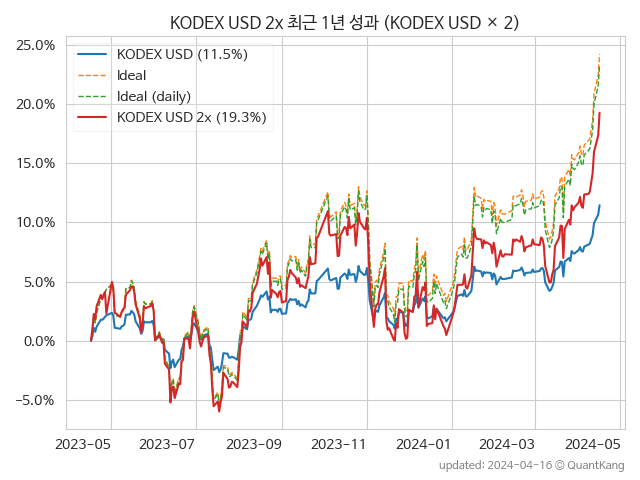 KODEX USD 2x 최근 1년 성과 (KODEX USD × 2)
25.0%
20.0%
15.0%
10.0%
5.0%
0.0%
−5.0%
KODEX USD (11.5%)
Ideal
Ideal (daily)
KODEX USD 2x (19.3%)
2023−05
2023−07
2023−09
2023−11
2024−01
2024−03
2024−05
updated: 2024−04−16 © QuantKang